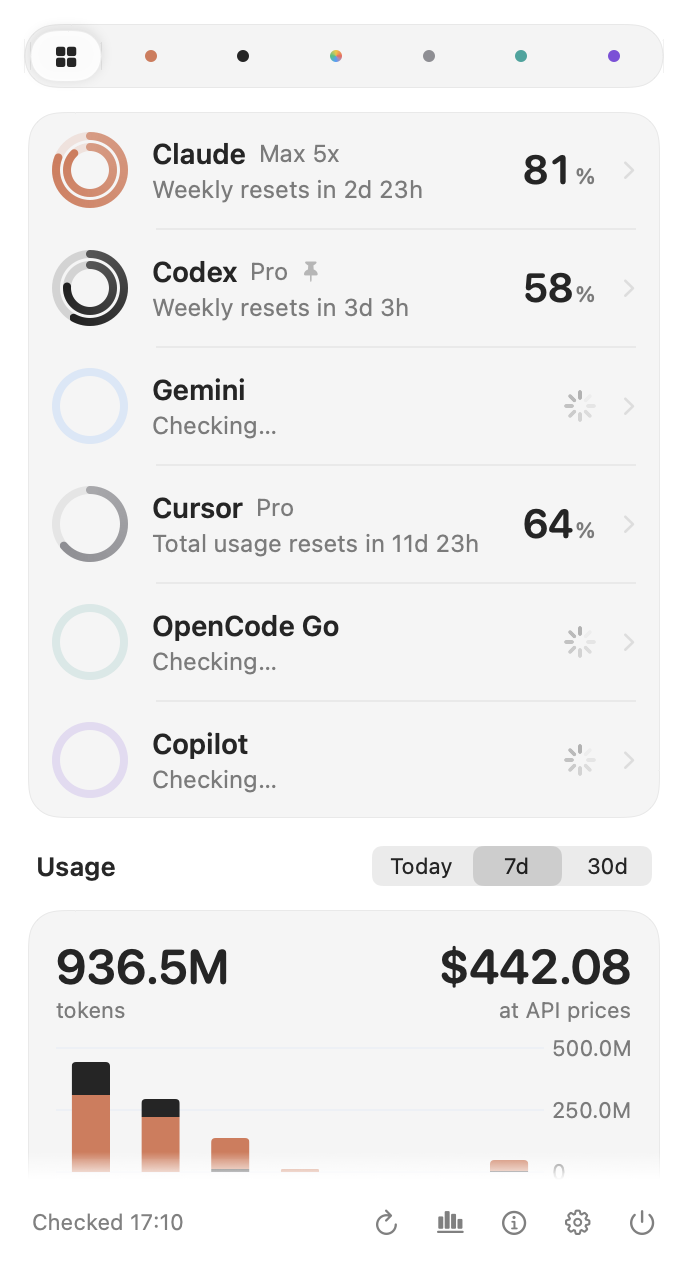 Claude Max 5x
Weekly resets in 2d 23h
81%
Codex Pro
Weekly resets in 3d 3h
58%
Gemini
Checking...
Cursor Pro
Total usage resets in 11d 23h
64%
OpenCode Go
Checking...
Copilot
Checking...
Usage
Today 7d 30d
936.5M $442.08
tokens at API prices
500.0M
250.0M
0
Checked 17:10